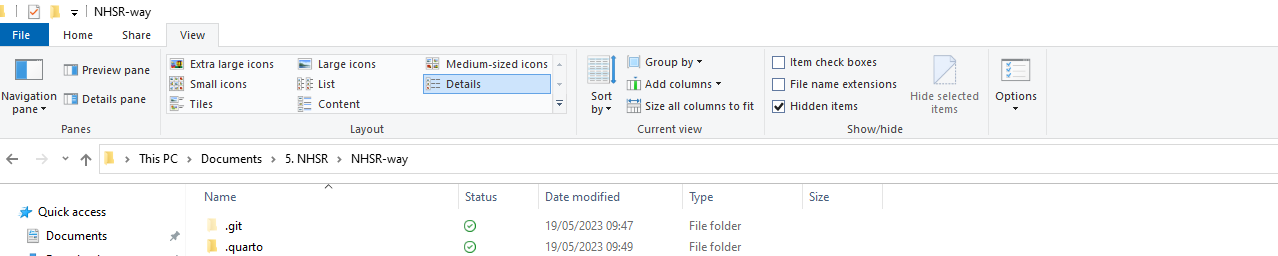 NHSR-way
File Home Share View
Navigation pane
Preview pane
Details pane
Panes
Extra large icons Large icons Medium-sized icons
Small icons List Details
Tiles Content
Layout
Sort by
Group by
Add columns
Size all columns to fit
Current view
Item check boxes
File name extensions
Hidden items
Hide selected items
Show/hide
Options
This PC > Documents > 5. NHSR > NHSR-way
Quick access
Documents
Name Status Date modified Type Size
.git 19/05/2023 09:47 File folder
.quarto 19/05/2023 09:49 File folder